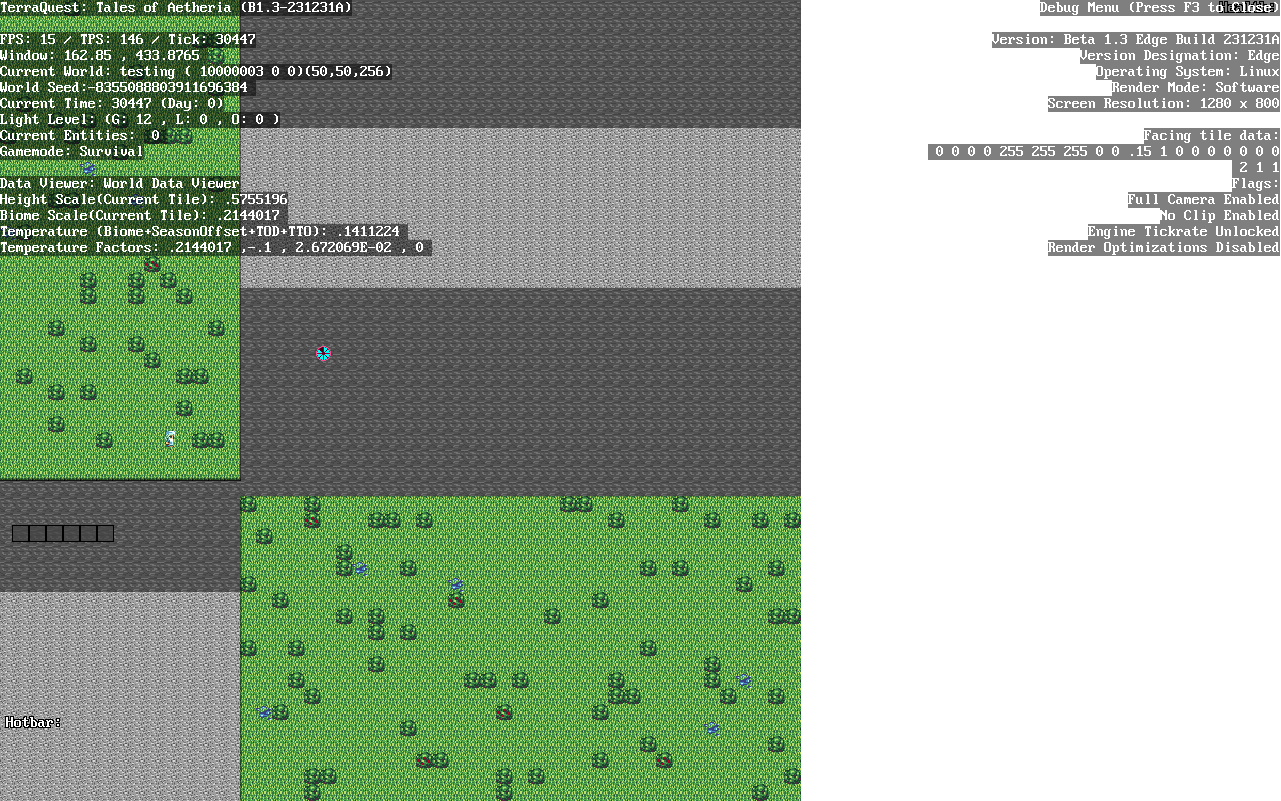 TerraQuest: Tales of Aetheria (B1.3-231231A)
FPS: 15 / TPS: 146 / Tick: 30447
Window: 162.85 , 433.8765
Current World: testing ( 10000003 0 0)(50,50,256)
World Seed:-8355088803911696384
Current Time: 30447 (Day: 0)
Light Level: (G: 12 , L: 0 , O: 0 )
Current Entities:  0
Gamemode: Survival
Data Viewer: World Data Viewer
Height Scale(Current Tile): .5755196
Biome Scale(Current Tile): .2144017
Temperature (Biome+SeasonOffset+TOD+TTO): .1411224
Temperature Factors: .2144017 ,-.1 , 2.672069E-02 , 0
Debug Menu (Press F3 to Close)
Version: Beta 1.3 Edge Build 231231A
Version Designation: Edge
Operating System: Linux
Render Mode: Software
Screen Resolution: 1280 x 800
Facing tile data:
0 0 0 0 255 255 255 0 0 .15 1 0 0 0 0 0 0 0
2 1 1
Flags:
Full Camera Enabled
No Clip Enabled
Engine Tickrate Unlocked
Render Optimizations Disabled
Hotbar: